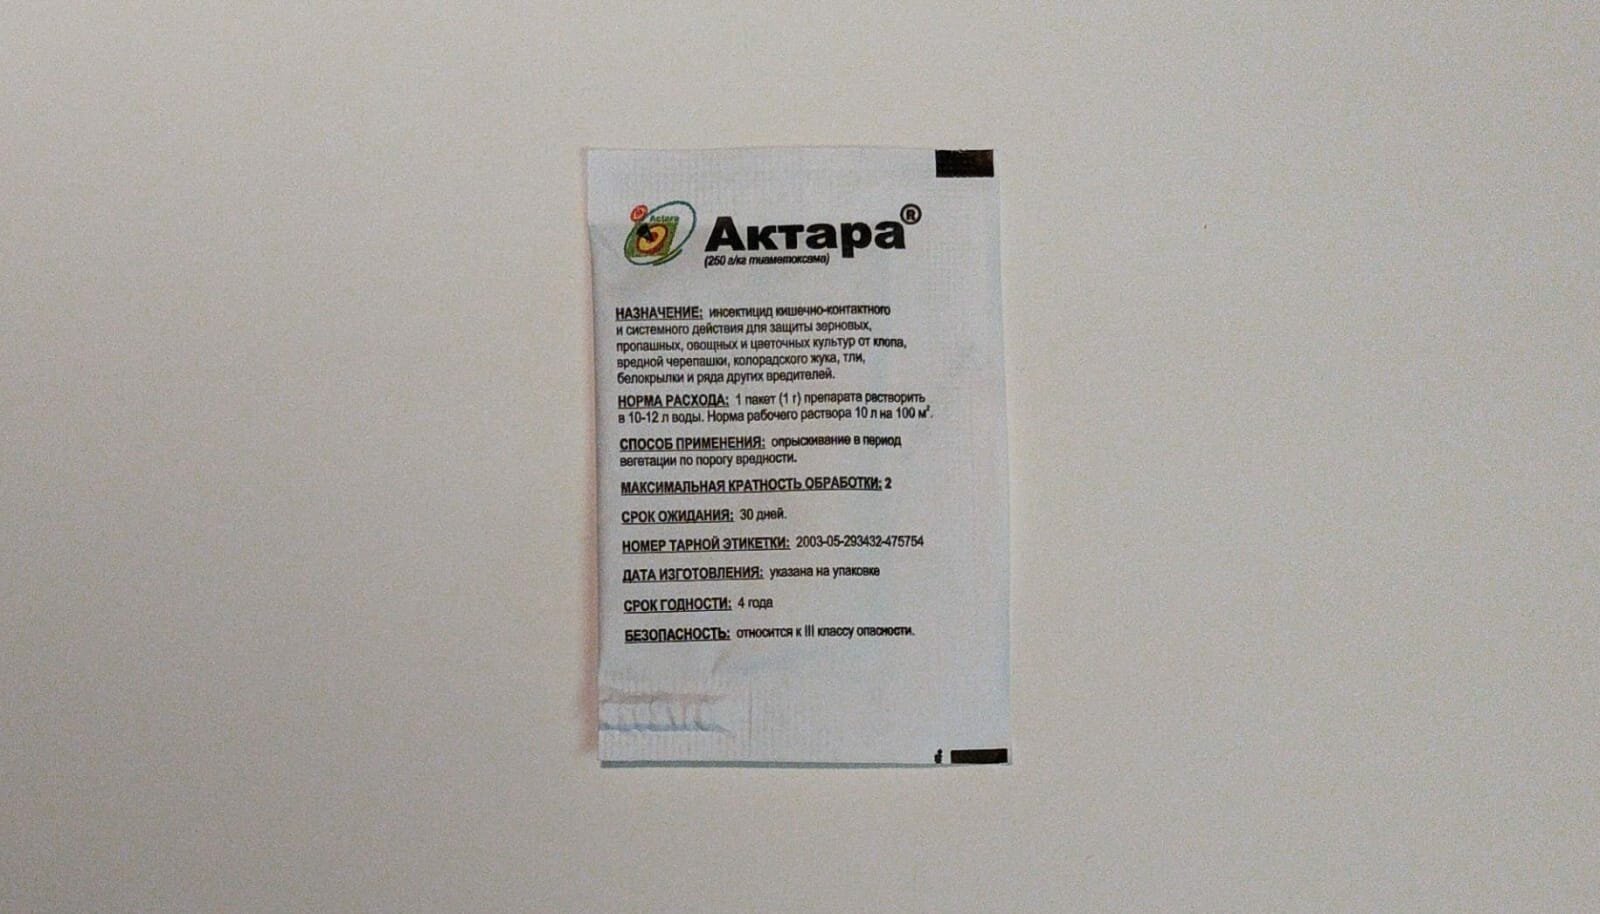 Actara
Актара®
(250 г/кг тиаметоксама)
НАЗНАЧЕНИЕ: инсектицид кишечно-контактного
и системного действия для защиты зерновых,
пропашных, овощных и цветочных культур от клопа,
вредной черепашки, колорадского жука, тли,
белокрылки и ряда других вредителей.
НОРМА РАСХОДА: 1 пакет (1 г) препарата растворить
в 10-12 л воды. Норма рабочего раствора 10 л на 100 м².
СПОСОБ ПРИМЕНЕНИЯ: опрыскивание в период
вегетации по порогу вредности.
МАКСИМАЛЬНАЯ КРАТНОСТЬ ОБРАБОТКИ: 2
СРОК ОЖИДАНИЯ: 30 дней.
НОМЕР ТАРНОЙ ЭТИКЕТКИ: 2003-05-293432-475754
ДАТА ИЗГОТОВЛЕНИЯ: указана на упаковке
СРОК ГОДНОСТИ: 4 года
БЕЗОПАСНОСТЬ: относится к III классу опасности.